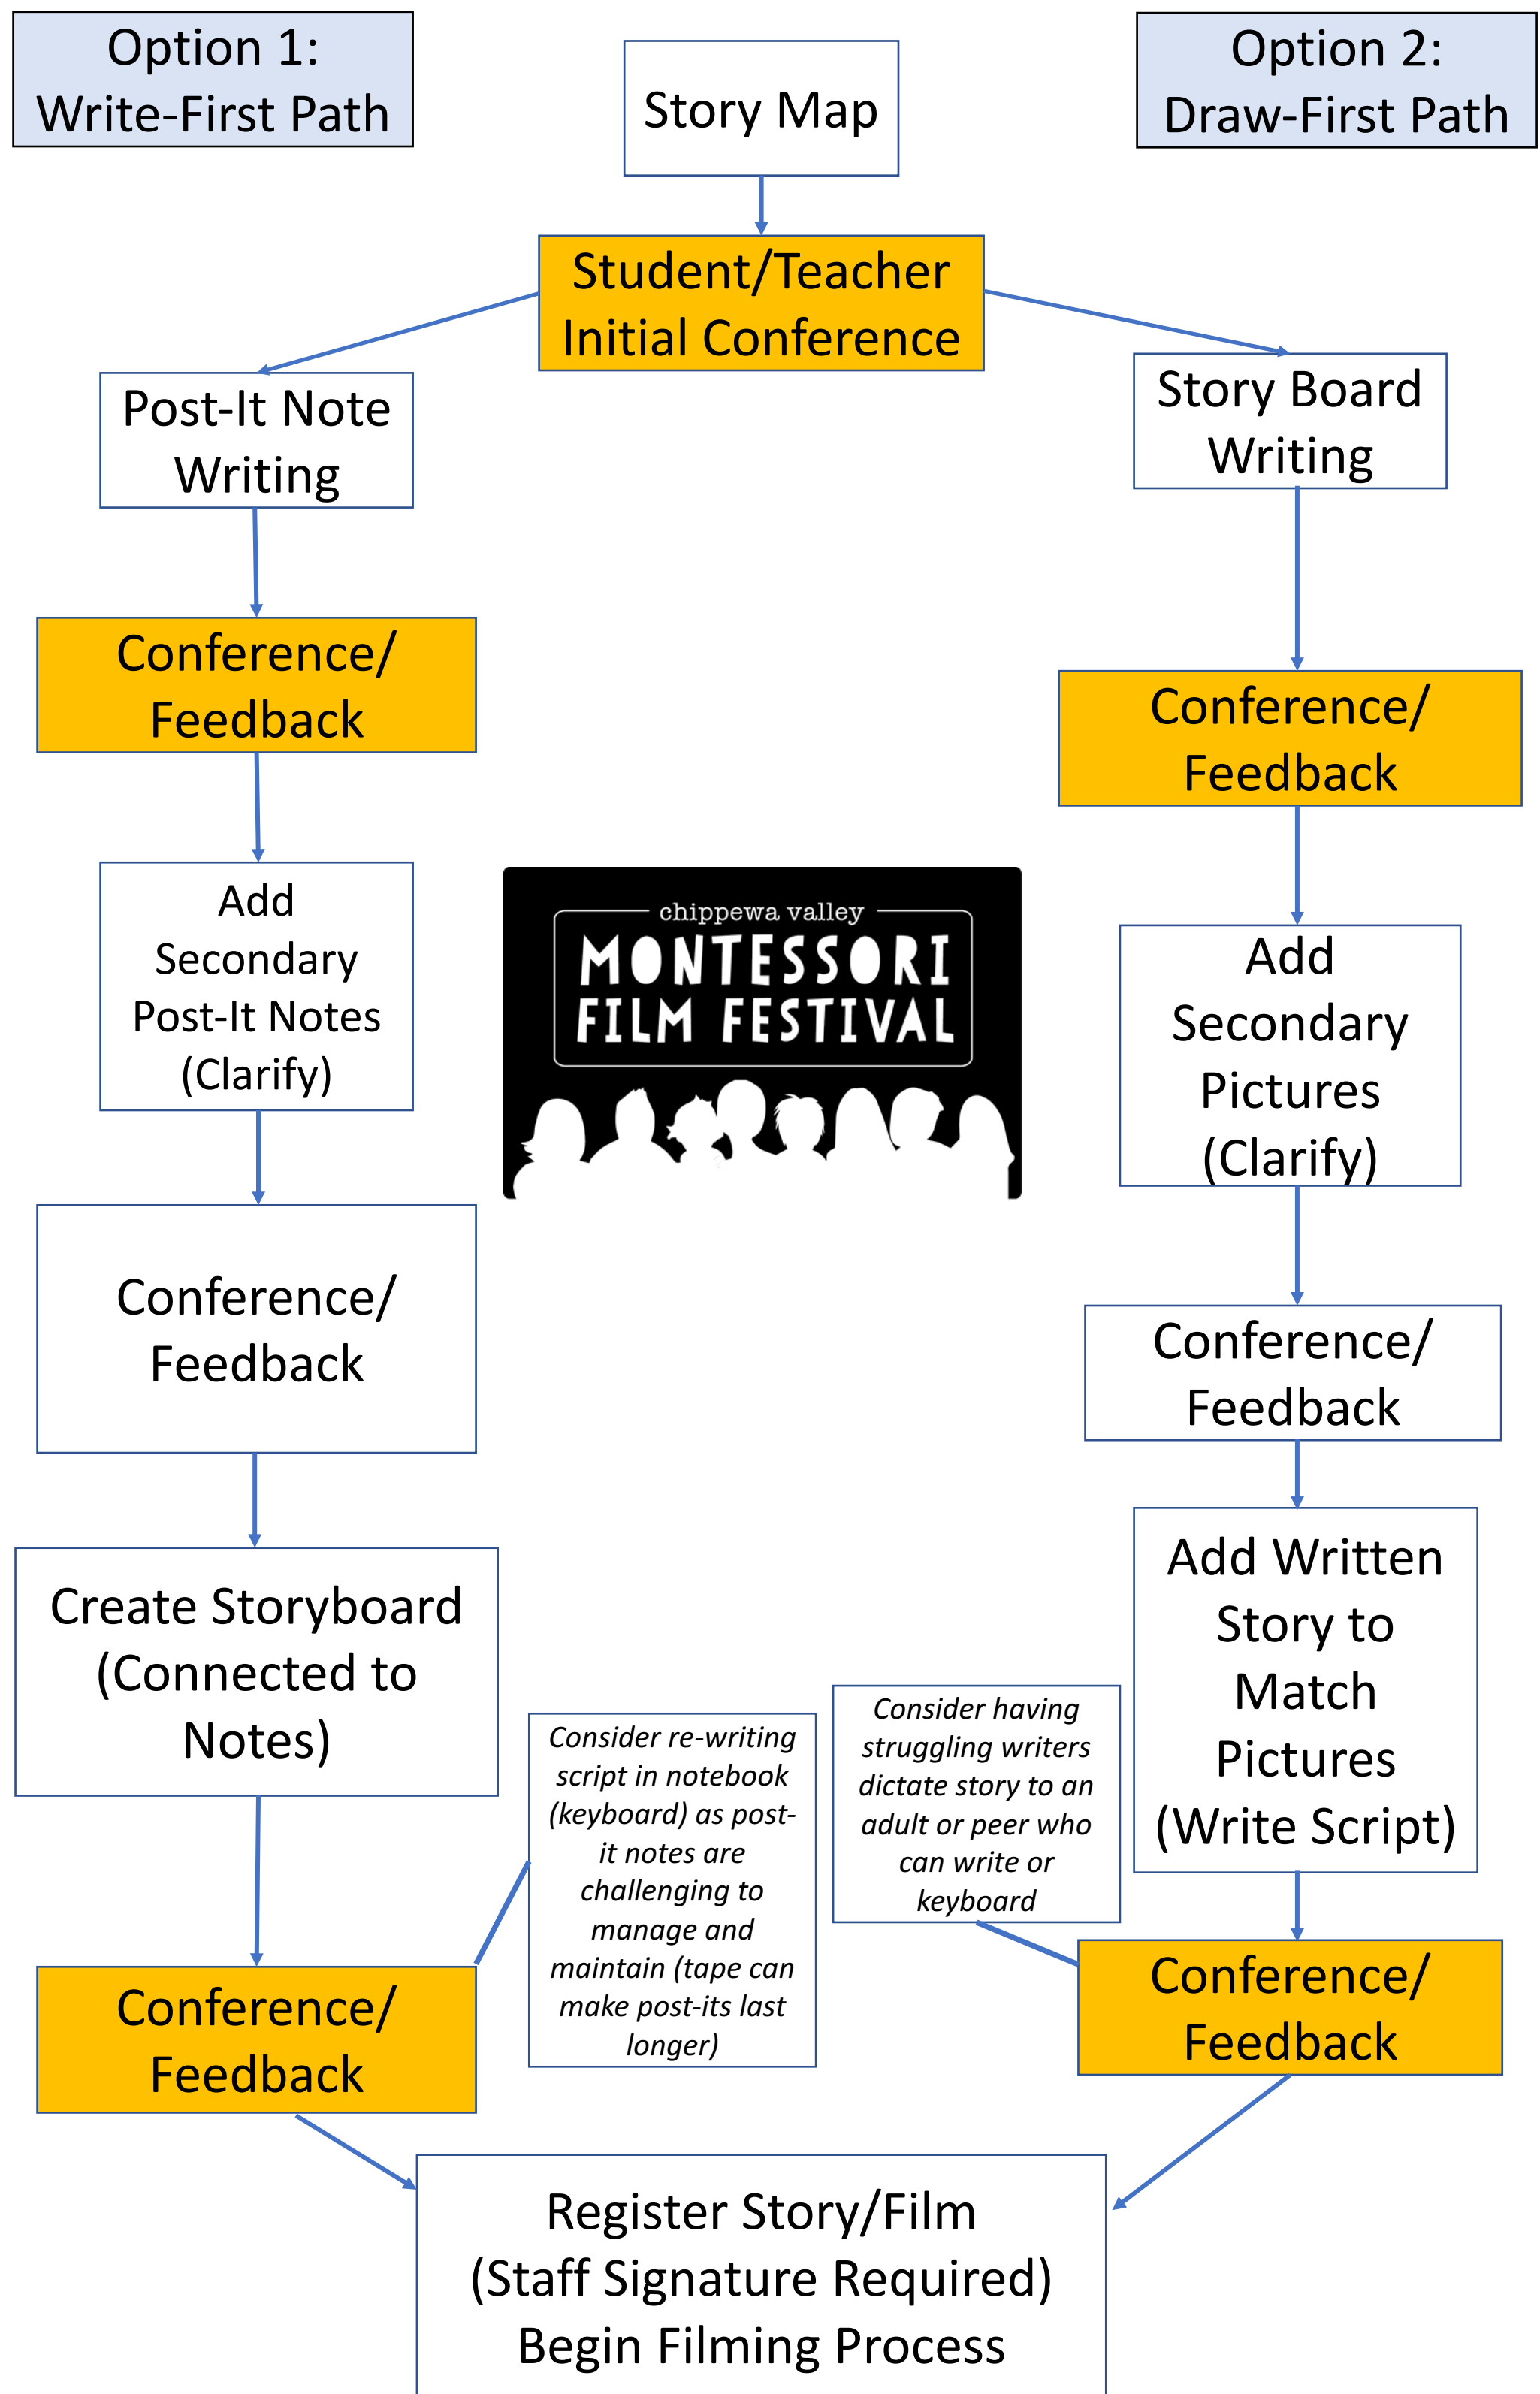 Option 1:
Write-First Path
Story Map
Option 2:
Draw-First Path
Student/Teacher
Initial Conference
Post-It Note
Writing
Conference/
Feedback
Add
Secondary
Post-It Notes
(Clarify)
Conference/
Feedback
Create Storyboard
(Connected to
Notes)
Consider re-writing
script in notebook
(keyboard) as post-
it notes are
challenging to
manage and
maintain (tape can
make post-its last
longer)
Conference/
Feedback
chippewa valley
MONTESSORI
FILM FESTIVAL
Story Board
Writing
Conference/
Feedback
Add
Secondary
Pictures
(Clarify)
Conference/
Feedback
Add Written
Story to
Match
Pictures
(Write Script)
Consider having
struggling writers
dictate story to an
adult or peer who
can write or
keyboard
Conference/
Feedback
Register Story/Film
(Staff Signature Required)
Begin Filming Process